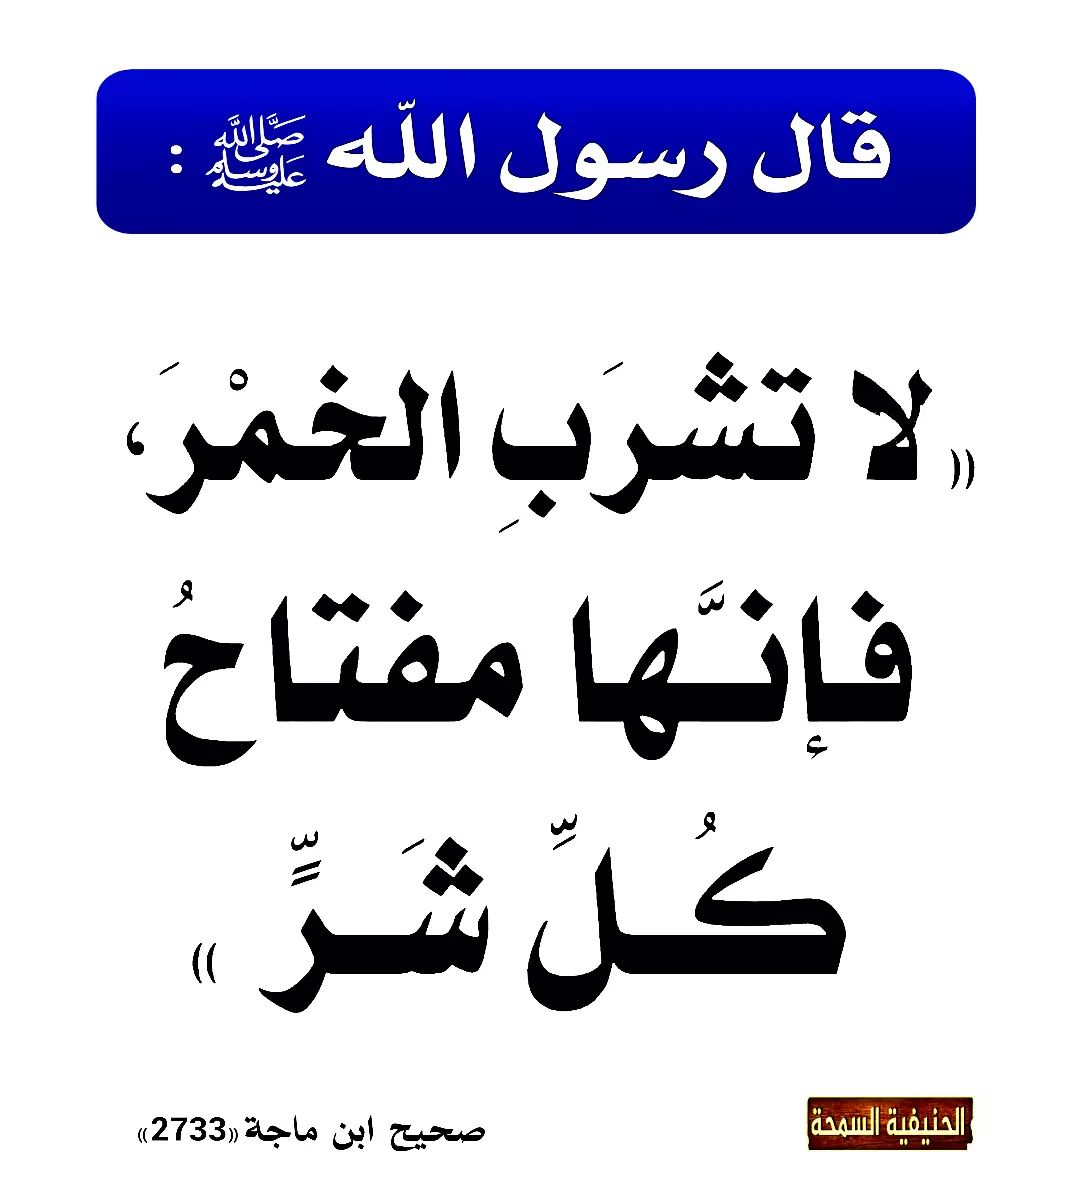 قال رسول الله ﷺ :
((لا تشرَبِ الخمْرَ،
فإنَّها مفتاحُ
كُلِّ شَرٍّ ))
صحيح ابن ماجة ((2733))
الحنيفية السمحة